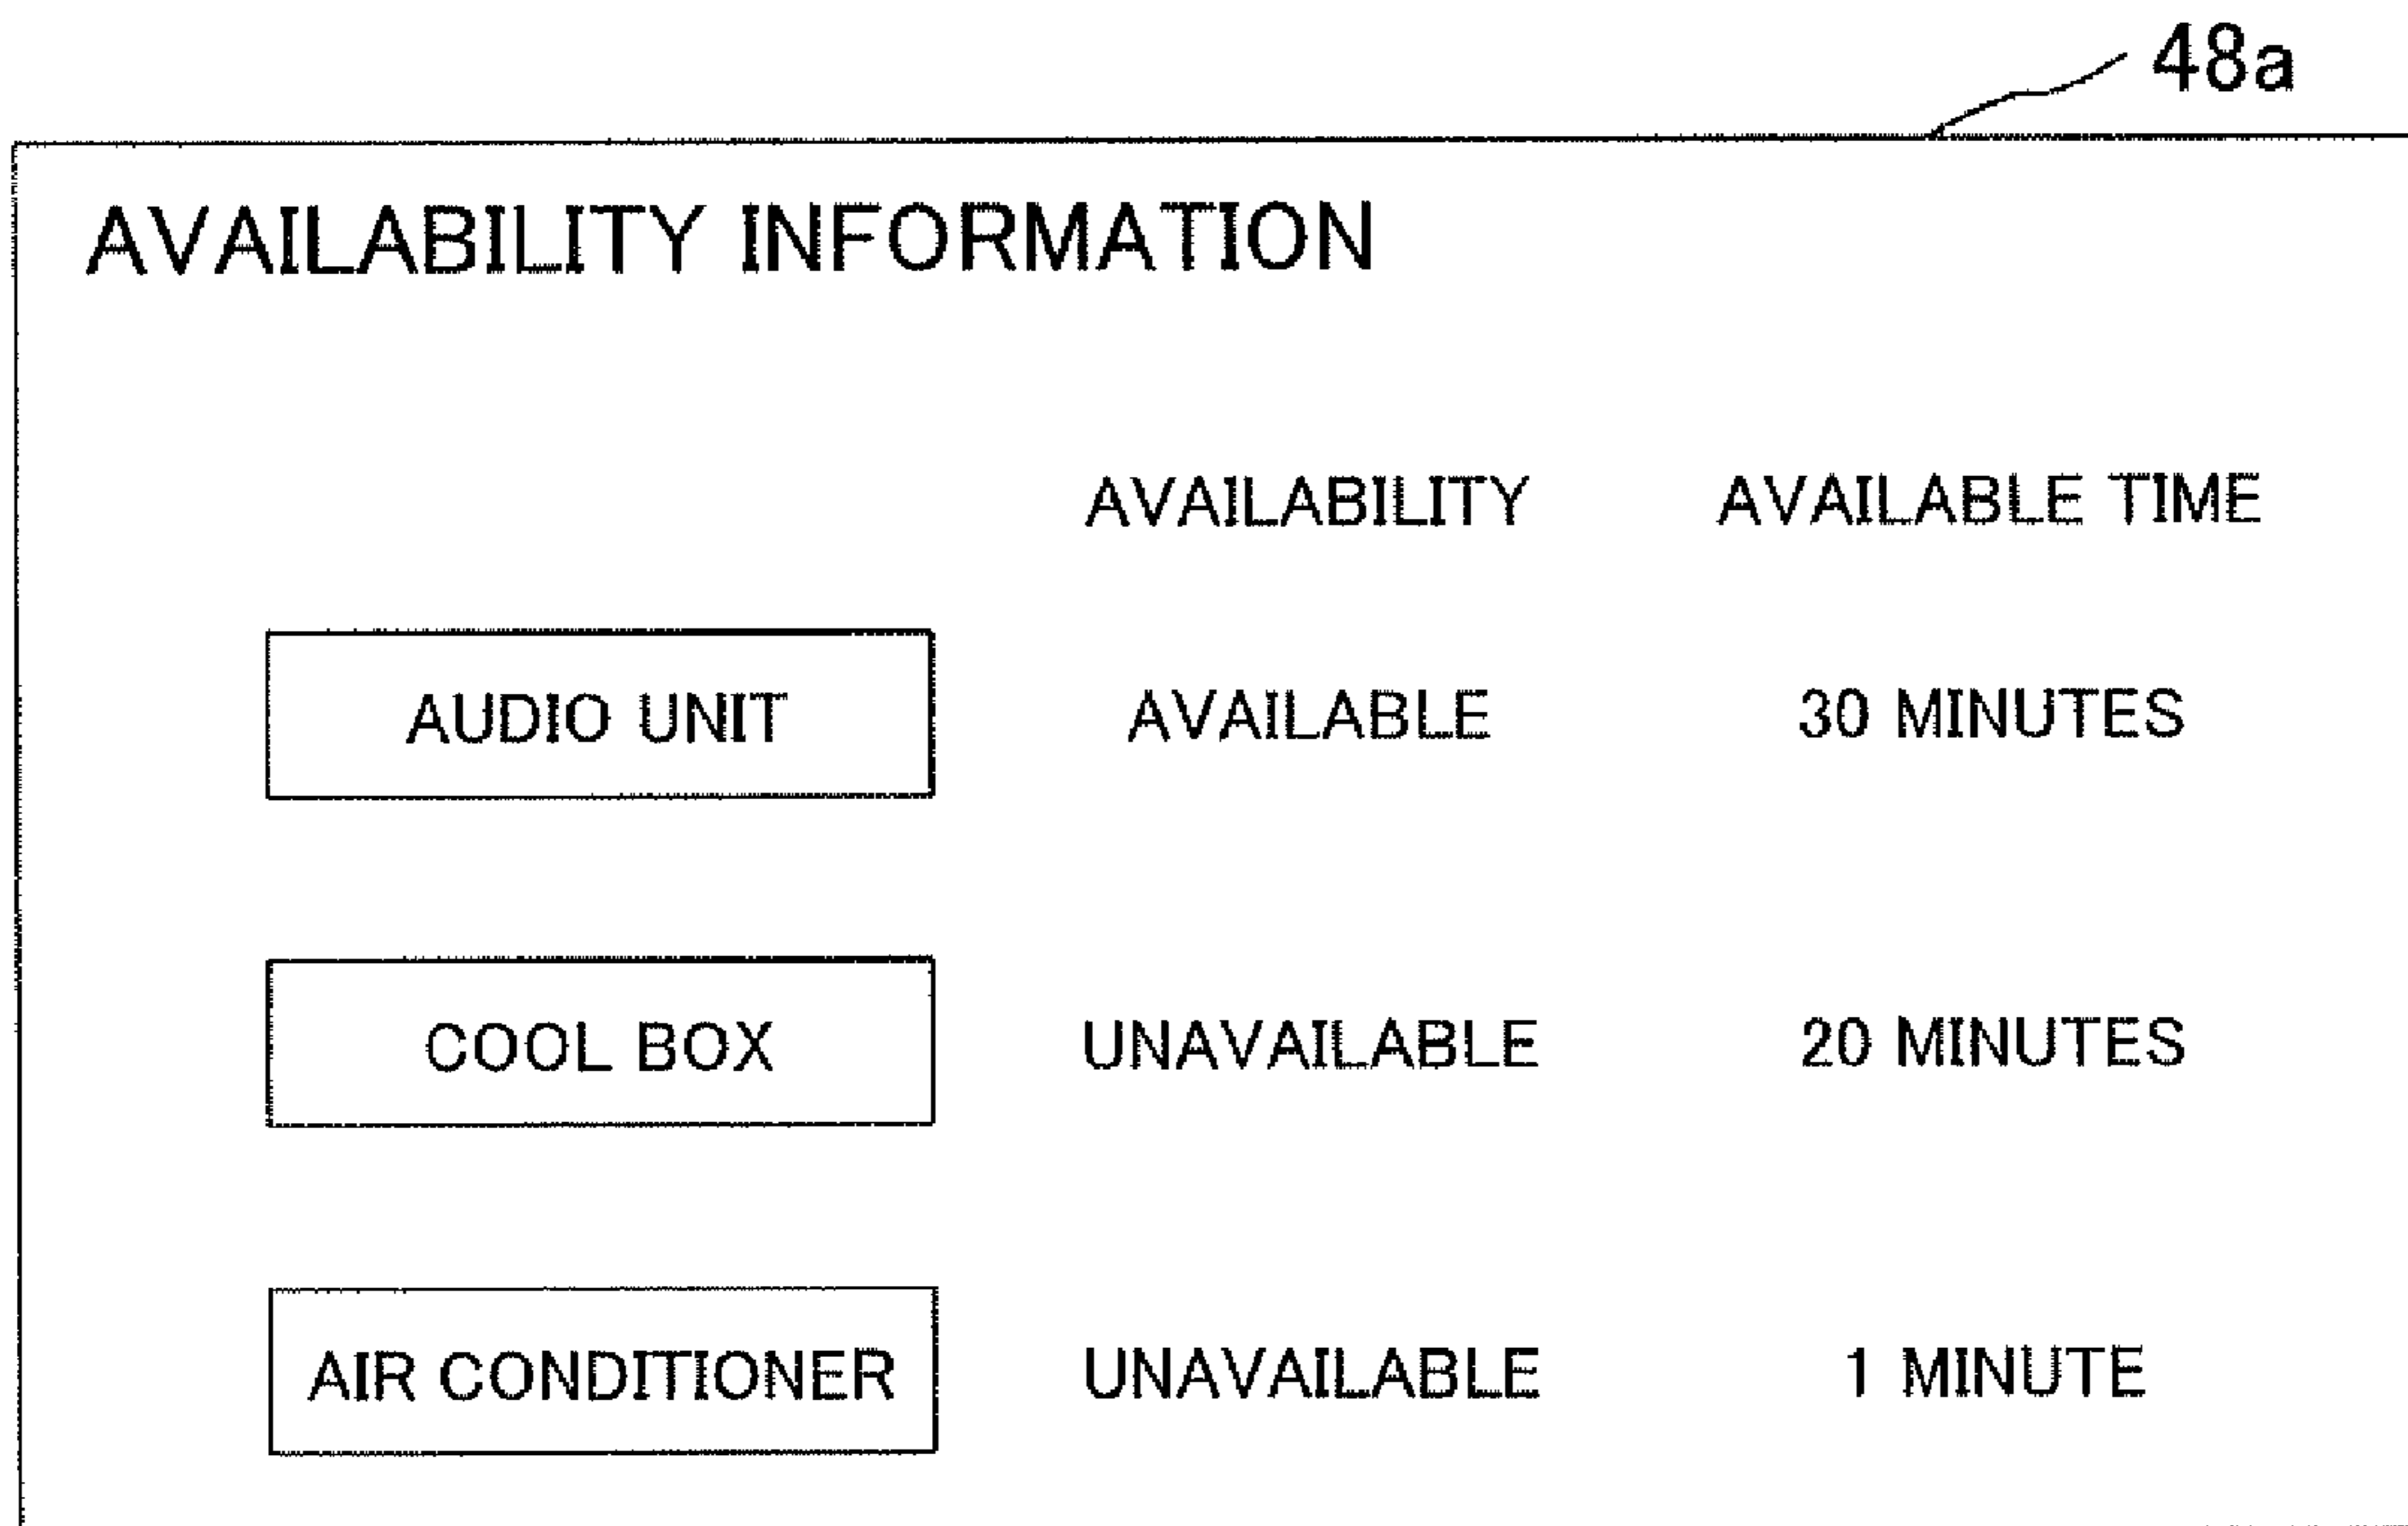 48a
AVAILABILITY INFORMATION
AVAILABILITY AVAILABLE TIME
AUDIO UNIT AVAILABLE 30 MINUTES
COOL BOX UNAVAILABLE 20 MINUTES
AIR CONDITIONER UNAVAILABLE 1 MINUTE